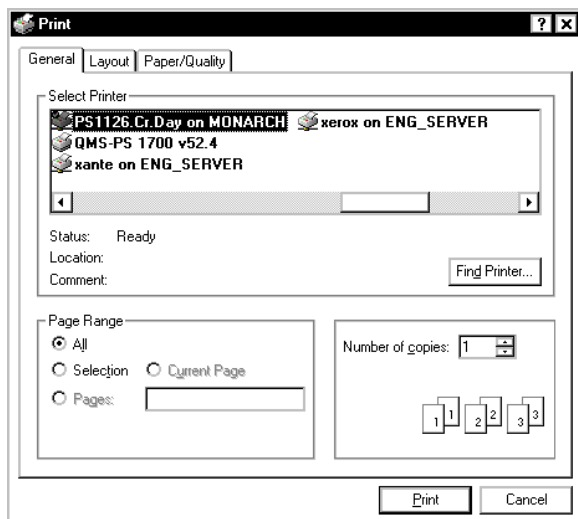 Print
General Layout Paper/Quality
Select Printer
PS1126.Cr.Day on MONARCH xerox on ENG_SERVER
QMS-PS 1700 v52.4
xante on ENG_SERVER
Status: Ready
Location:
Comment:
Find Printer...
Page Range
All
Selection Current Page
Pages:
Number of copies: 1
1 1 2 2 3 3
Print Cancel